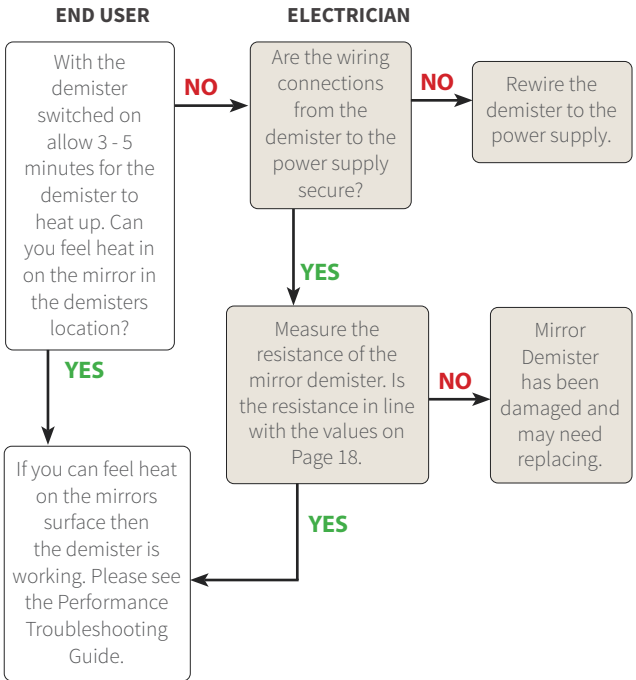 END USER
ELECTRICIAN
With the
demister
switched on
allow 3 - 5
minutes for the
demister to
heat up. Can
you feel heat in
on the mirror in
the demisters
location?
NO
Are the wiring
connections
from the
demister to the
power supply
secure?
NO
Rewire the
demister to the
power supply.
YES
YES
Measure the
resistance of the
mirror demister. Is
the resistance in line
with the values on
Page 18.
NO
Mirror
Demister
has been
damaged and
may need
replacing.
If you can feel heat
on the mirrors
surface then
the demister is
working. Please see
the Performance
Troubleshooting
Guide.
YES